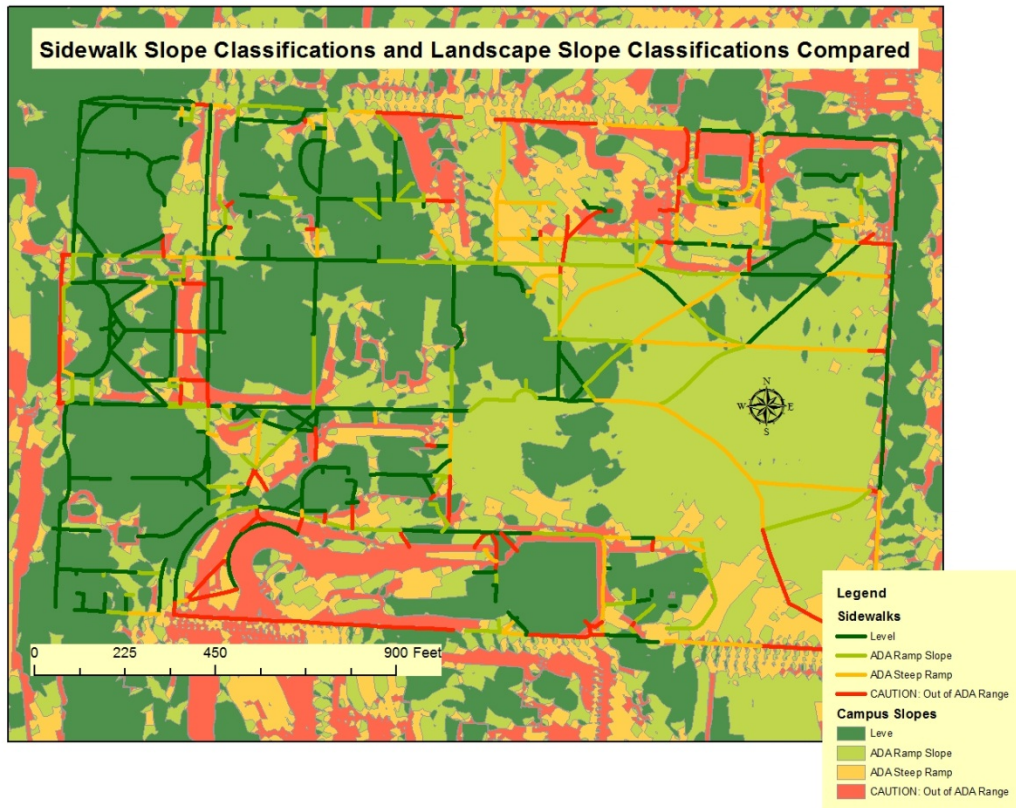 Sidewalk Slope Classifications and Landscape Slope Classifications Compared
N
W E
S
0 225 450 900 Feet
Legend
Sidewalks
Level
ADA Ramp Slope
ADA Steep Ramp
CAUTION: Out of ADA Range
Campus Slopes
Leve
ADA Ramp Slope
ADA Steep Ramp
CAUTION: Out of ADA Range